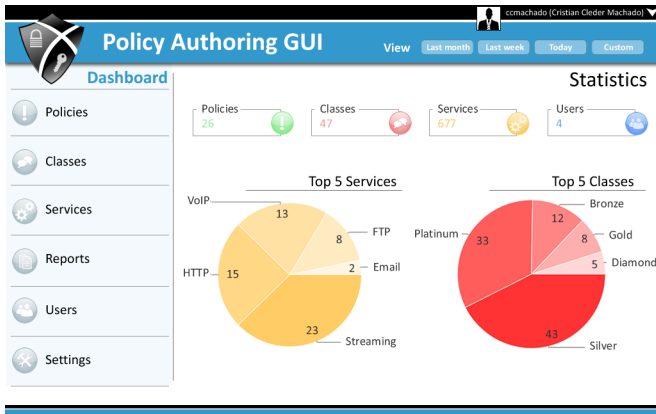 ccmachado (Cristian Cleder Machado)
Policy Authoring GUI
View Last month Last week Today Custom
Dashboard
Statistics
Policies
Classes
Services
Reports
Users
Settings
Policies
26
Classes
47
Services
677
Users
4
Top 5 Services
VoIP
13
FTP
8
Email
2
HTTP
15
Streaming
23
Top 5 Classes
Bronze
12
Gold
8
Diamond
5
Platinum
33
Silver
43